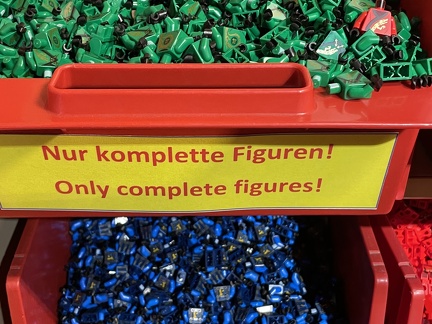 Nur komplette Figuren!
Only complete figures!